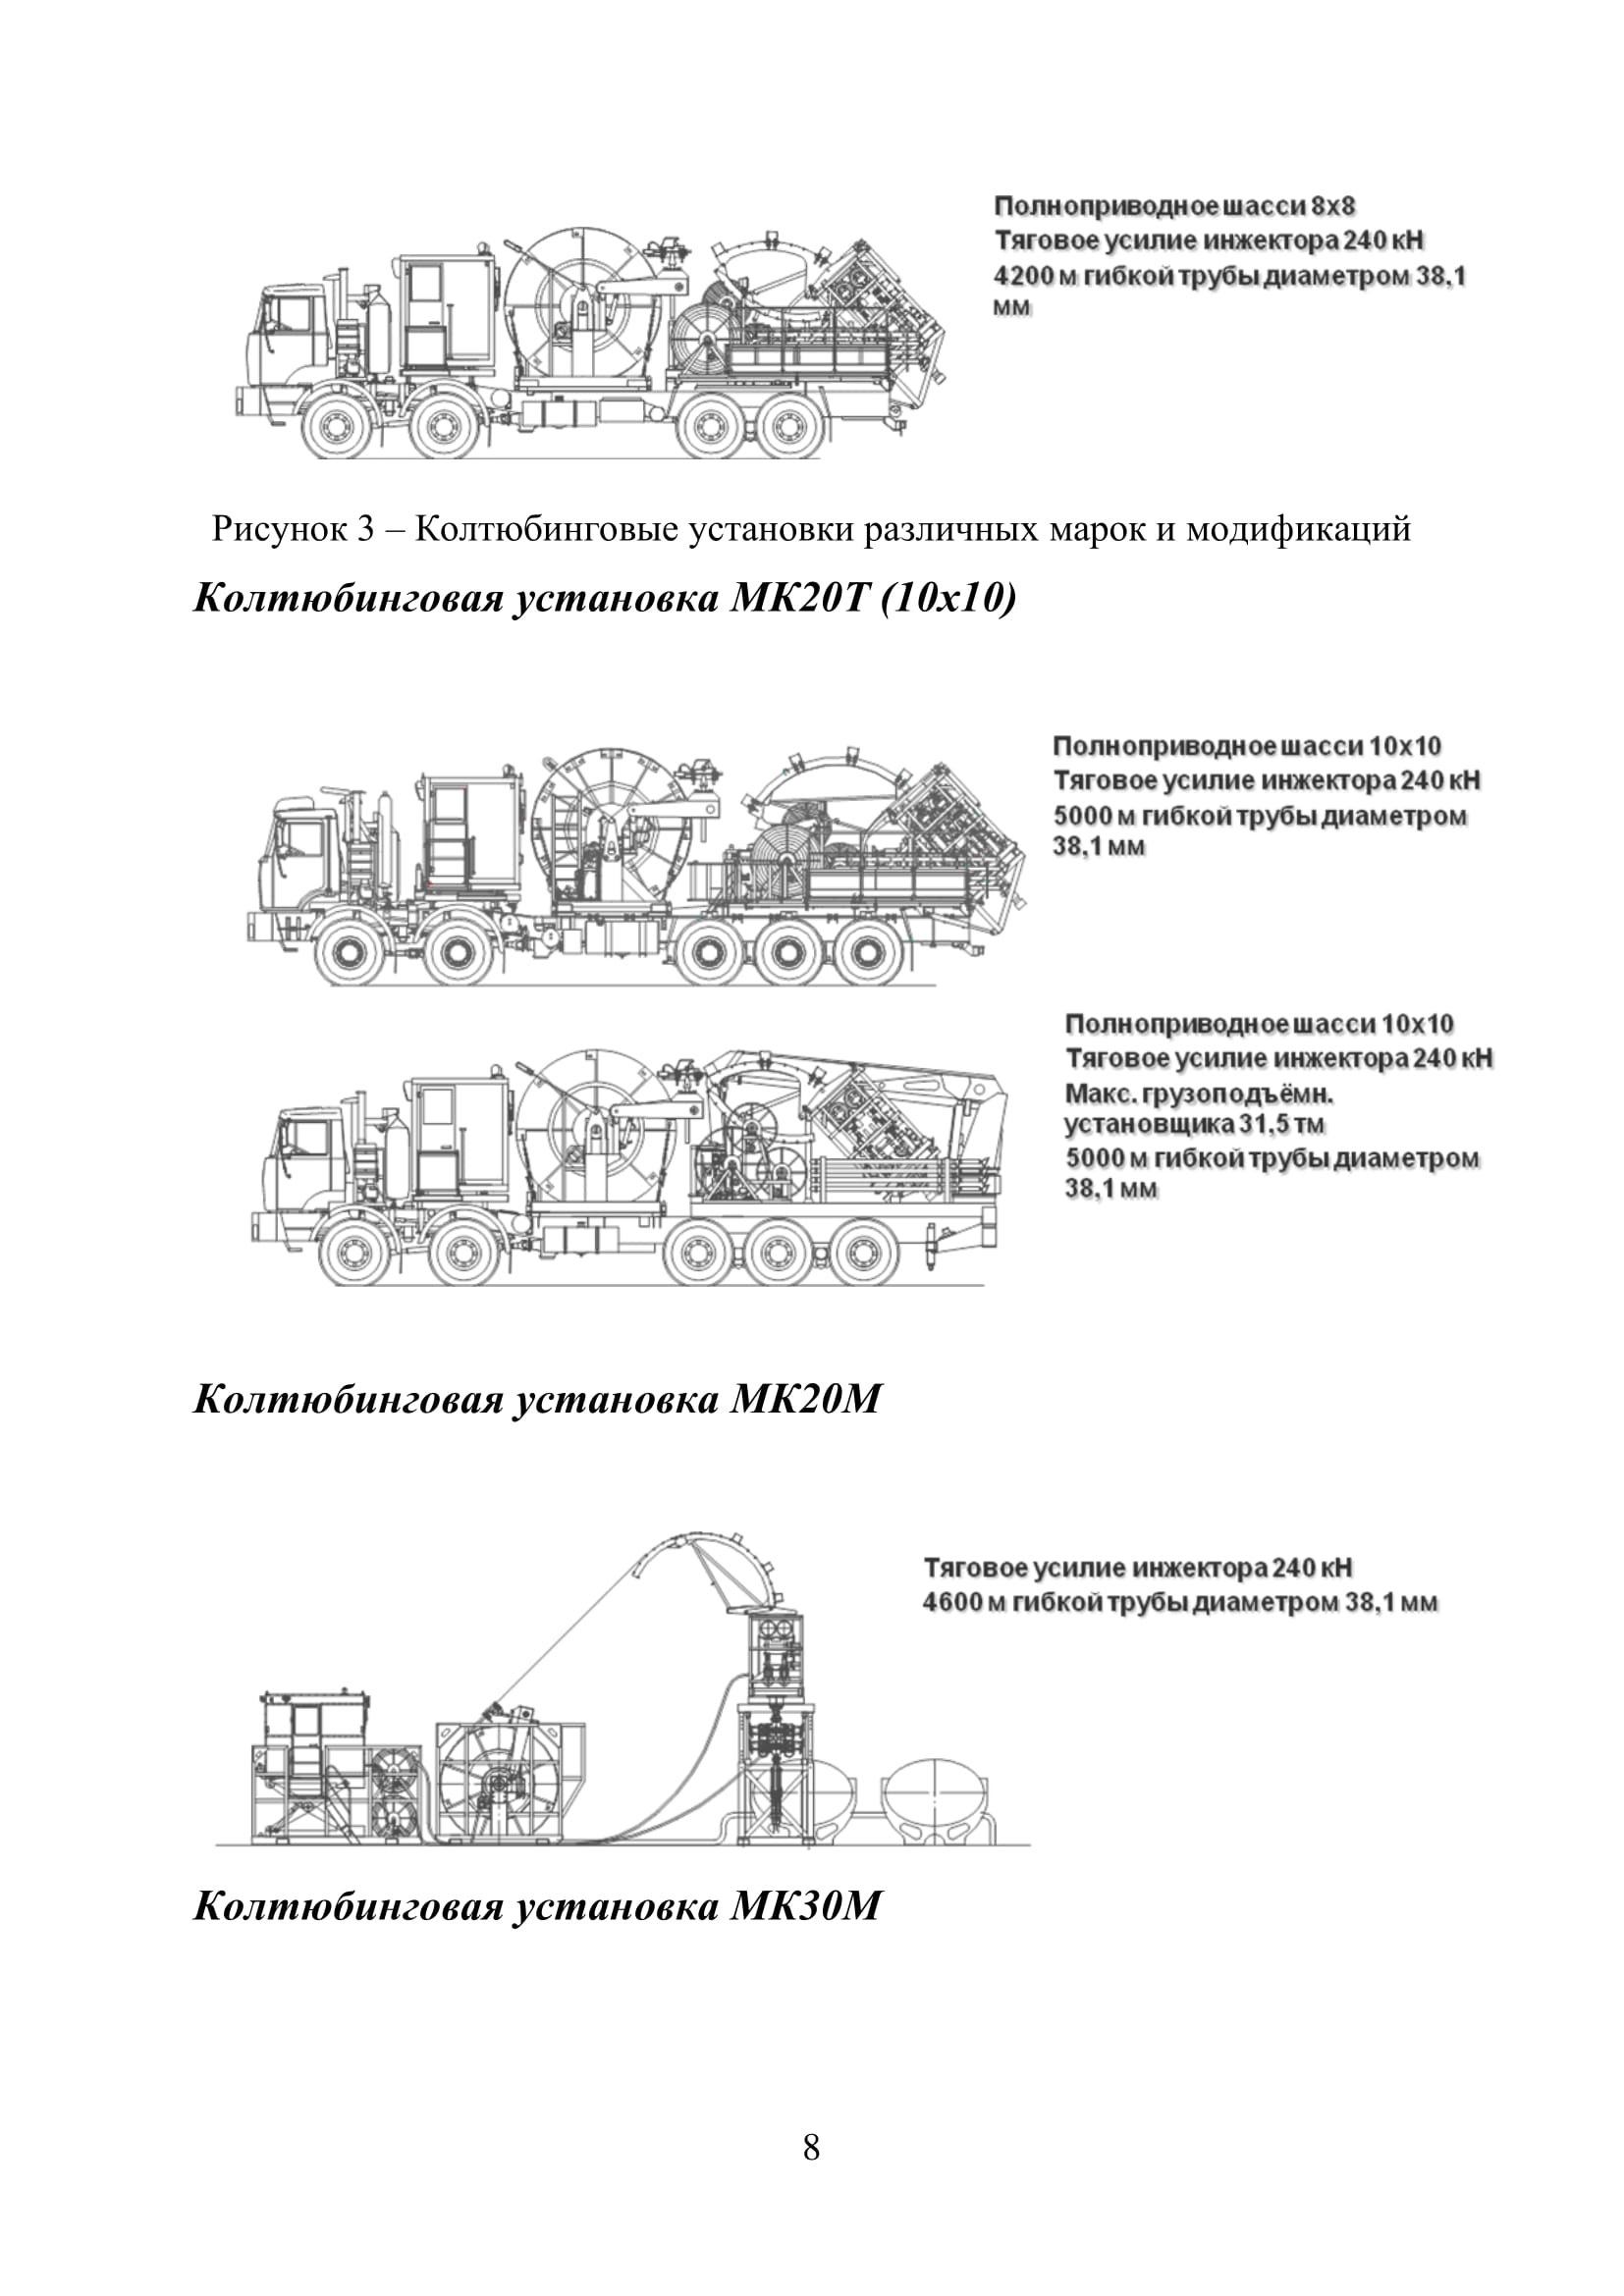 Полноприводное шасси 8х8
Тяговое усилие инжектора 240 кН
4200 м гибкой трубы диаметром 38,1
мм
Рисунок 3 – Колтюбинговые установки различных марок и модификаций
Колтюбинговая установка МК20Т (10х10)
Полноприводное шасси 10х10
Тяговое усилие инжектора 240 кН
5000 м гибкой трубы диаметром
38,1 мм
Полноприводное шасси 10х10
Тяговое усилие инжектора 240 кН
Макс. грузоподъёмн.
установщика 31,5 тм
5000 м гибкой трубы диаметром
38,1 мм
Колтюбинговая установка МК20М
Тяговое усилие инжектора 240 кН
4600 м гибкой трубы диаметром 38,1 мм
Колтюбинговая установка МК30М
8